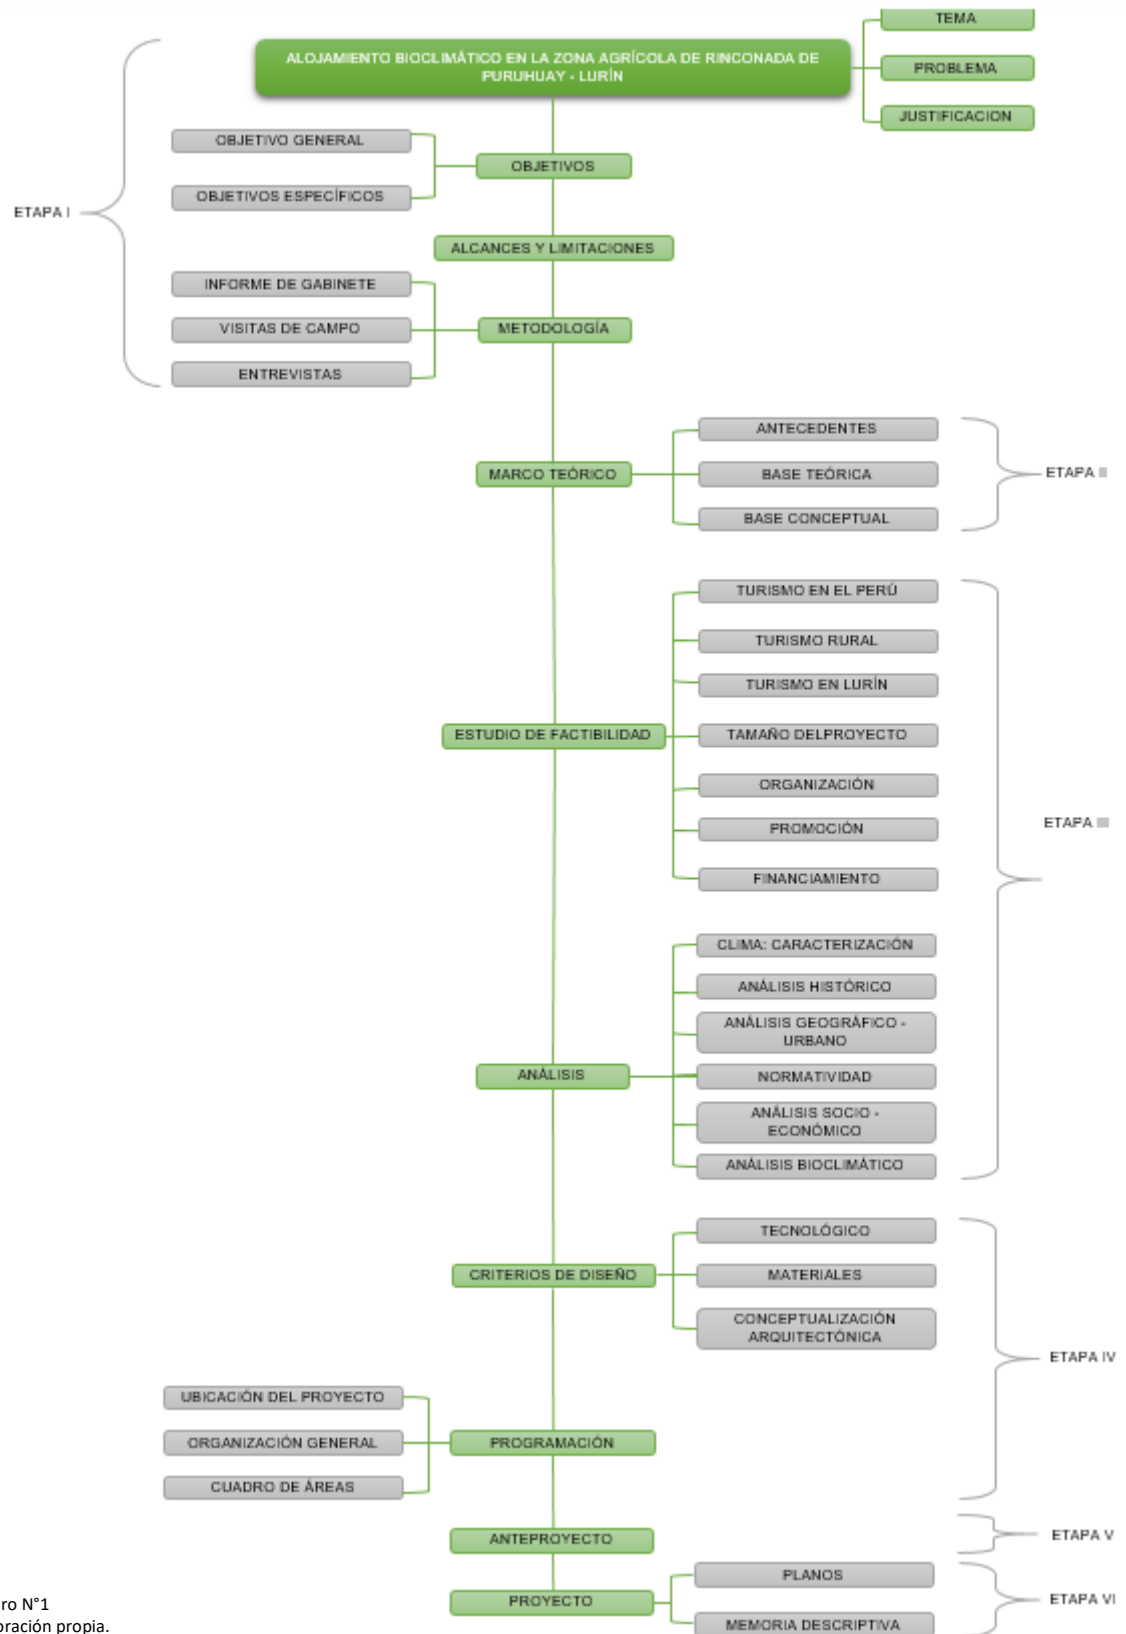 TEMA
ALOJAMIENTO BIOCLIMÁTICO EN LA ZONA AGRÍCOLA DE RINCONADA DE
PURUHUAY - LURÍN
PROBLEMA
JUSTIFICACION
OBJETIVO GENERAL
OBJETIVOS
OBJETIVOS ESPECÍFICOS
ETAPA I
ALCANCES Y LIMITACIONES
INFORME DE GABINETE
VISITAS DE CAMPO
METODOLOGÍA
ENTREVISTAS
ANTECEDENTES
MARCO TEÓRICO
BASE TEÓRICA
ETAPA II
BASE CONCEPTUAL
TURISMO EN EL PERÚ
TURISMO RURAL
TURISMO EN LURÍN
ESTUDIO DE FACTIBILIDAD
TAMAÑO DELPROYECTO
ORGANIZACIÓN
PROMOCIÓN
ETAPA III
FINANCIAMIENTO
CLIMA: CARACTERIZACIÓN
ANÁLISIS HISTÓRICO
ANÁLISIS GEOGRÁFICO -
URBANO
ANÁLISIS
NORMATIVIDAD
ANÁLISIS SOCIO -
ECONÓMICO
ANÁLISIS BIOCLIMÁTICO
TECNOLÓGICO
CRITERIOS DE DISEÑO
MATERIALES
CONCEPTUALIZACIÓN
ARQUITECTÓNICA
ETAPA IV
UBICACIÓN DEL PROYECTO
ORGANIZACIÓN GENERAL
PROGRAMACIÓN
CUADRO DE ÁREAS
ANTEPROYECTO
ETAPA V
PLANOS
PROYECTO
ETAPA VI
MEMORIA DESCRIPTIVA
ro N°1
oración propia.